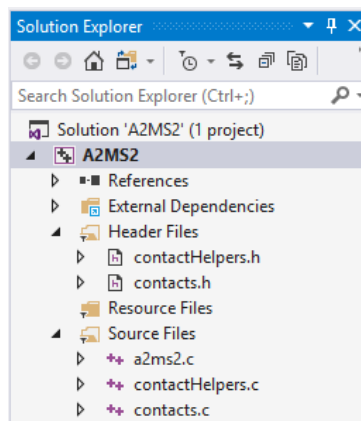 Solution Explorer
Search Solution Explorer (Ctrl+;)
Solution 'A2MS2' (1 project)
A2MS2
References
External Dependencies
Header Files
contactHelpers.h
contacts.h
Resource Files
Source Files
a2ms2.c
contactHelpers.c
contacts.c